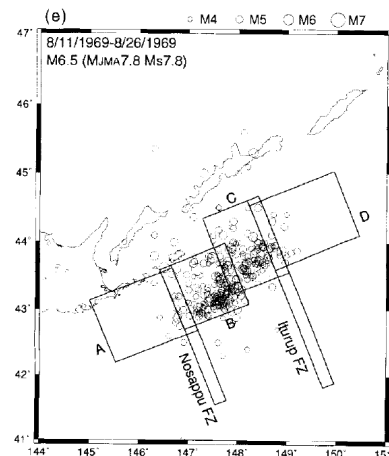 (e)
M4 M5 M6 M7
8/11/1969-8/26/1969
M6.5 (MJMA7.8 MS7.8)
47˚
46˚
45˚
44˚
43˚
42˚
41˚
C
D
A
B
Nosappu FZ
Iturup FZ
144˚ 145˚ 146˚ 147˚ 148˚ 149˚ 150˚